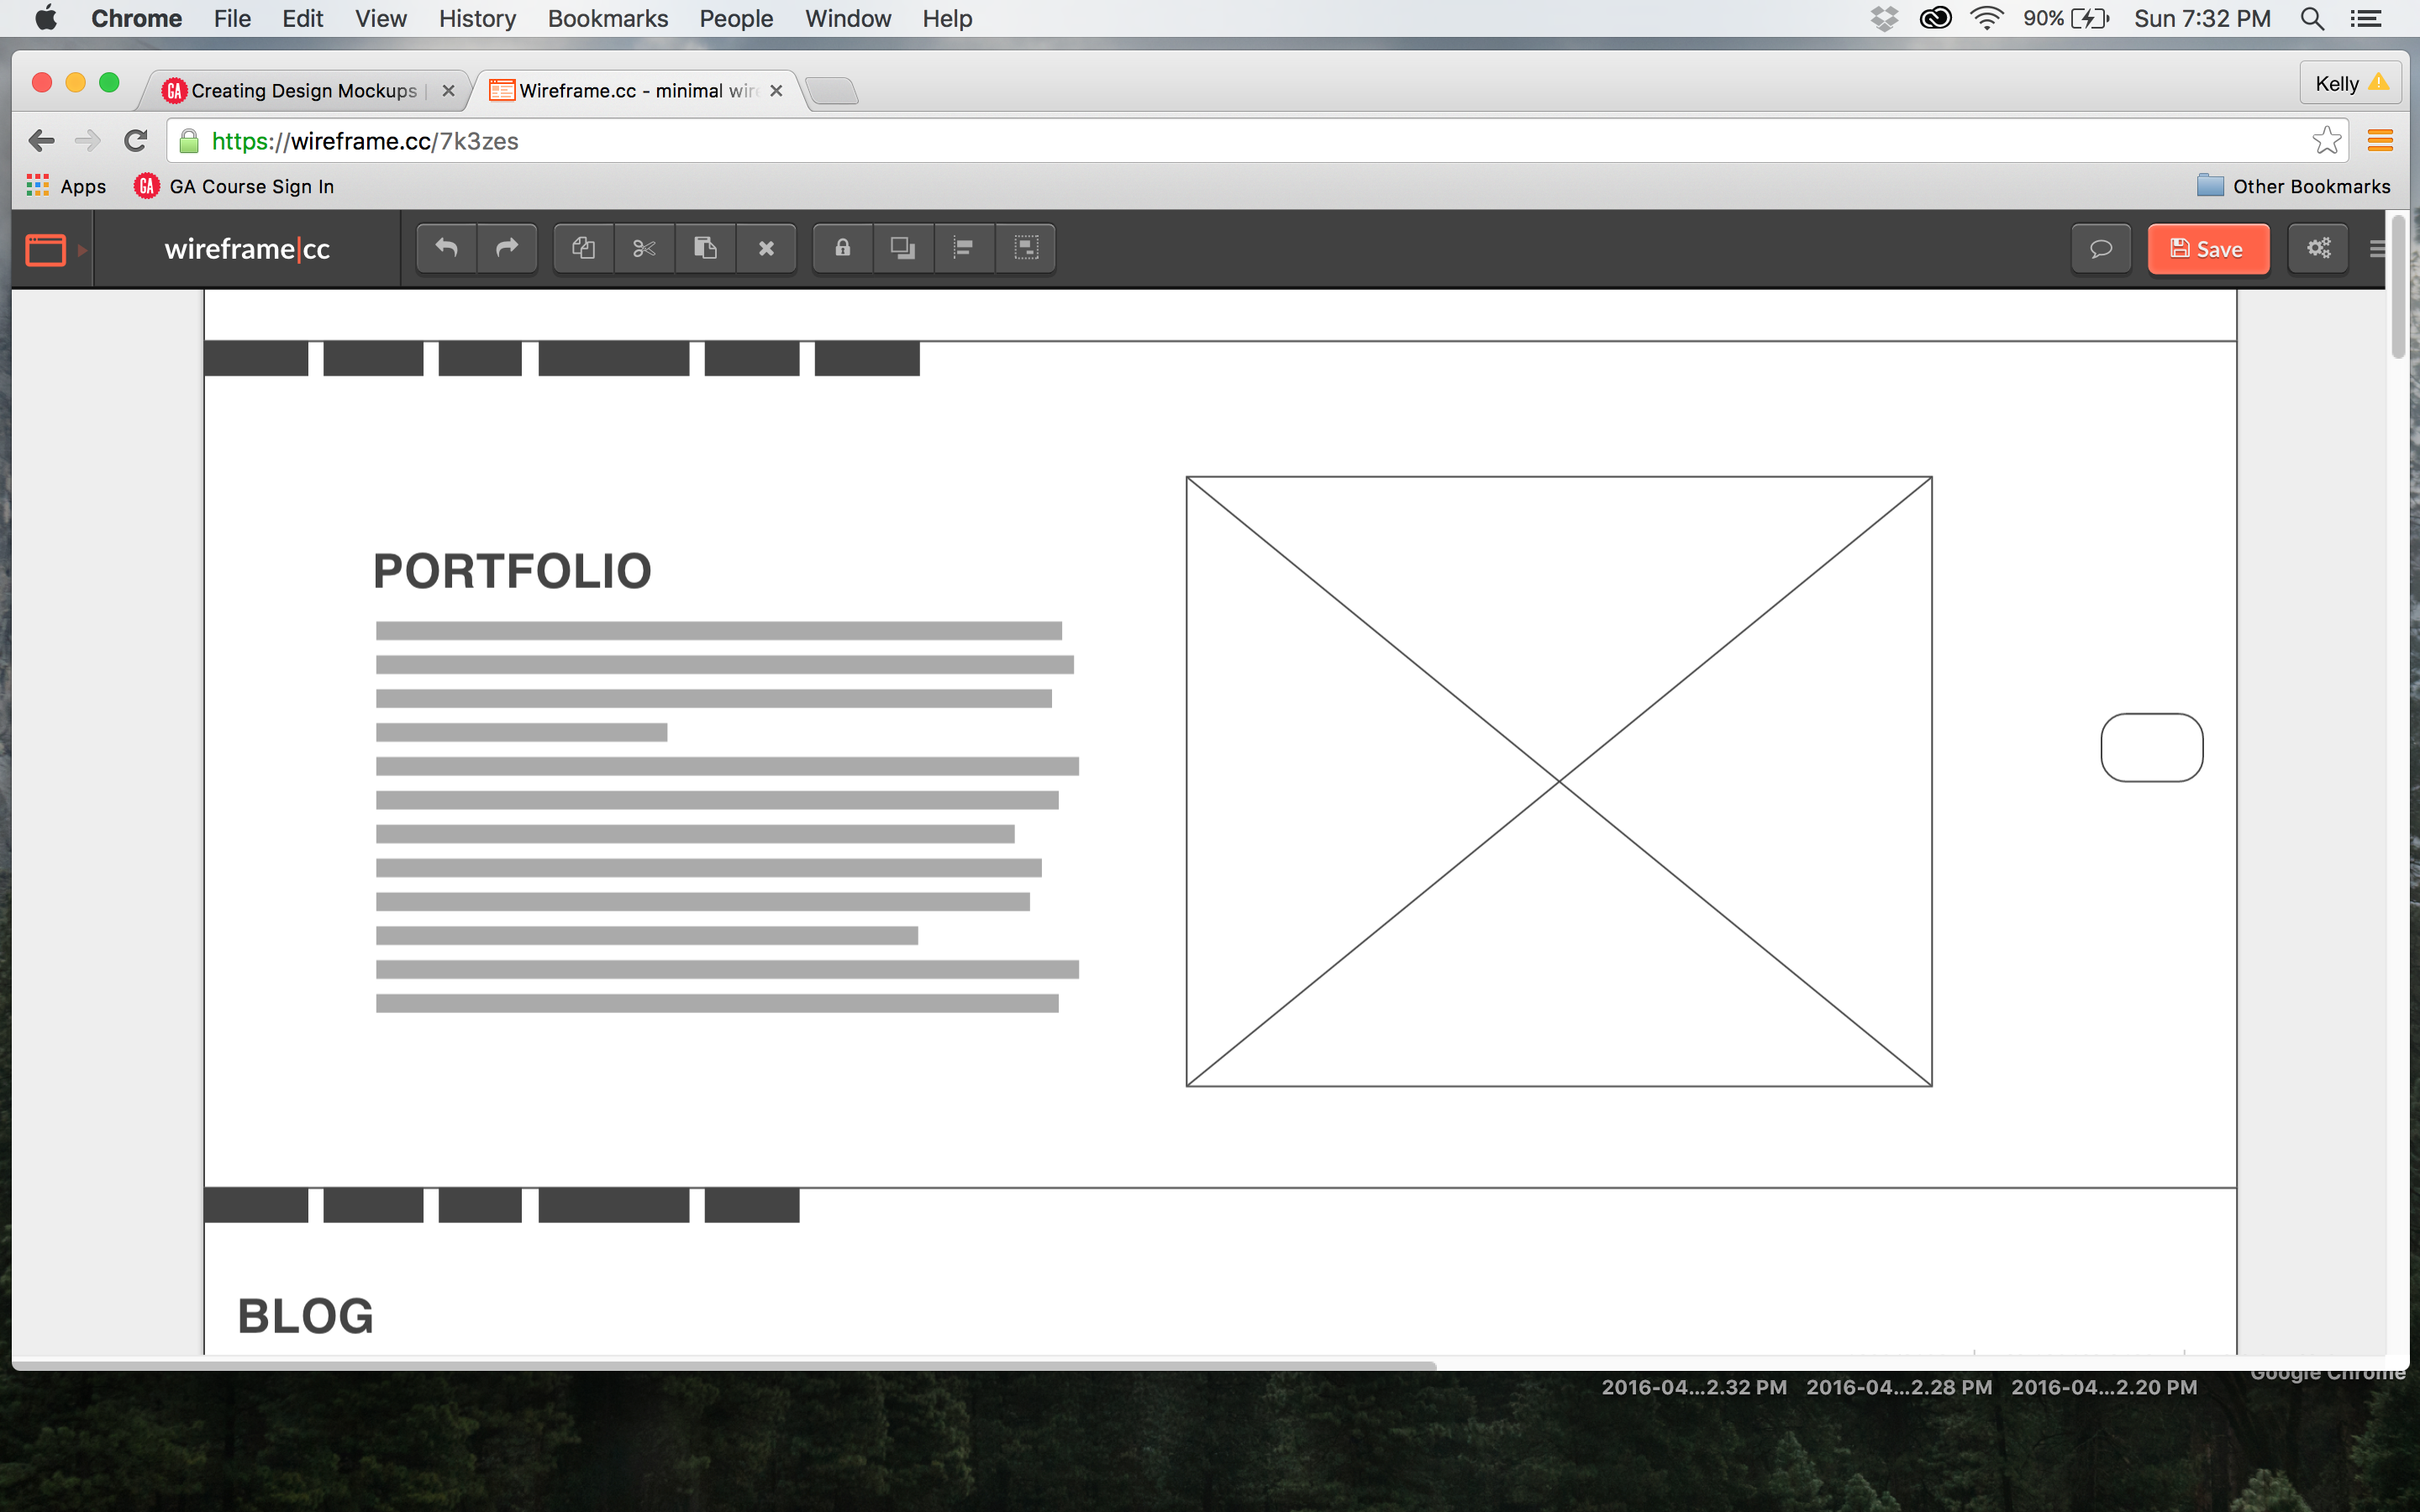 Chrome File Edit View History Bookmarks People Window Help 90% Sun 7:32 PM
GA Creating Design Mockups | Wireframe.cc - minimal wir Kelly
https://wireframe.cc/7k3zes
Apps GA GA Course Sign In Other Bookmarks
wireframe|cc Save
PORTFOLIO
BLOG
Google Chrome
2016-04...2.32 PM 2016-04...2.28 PM 2016-04...2.20 PM